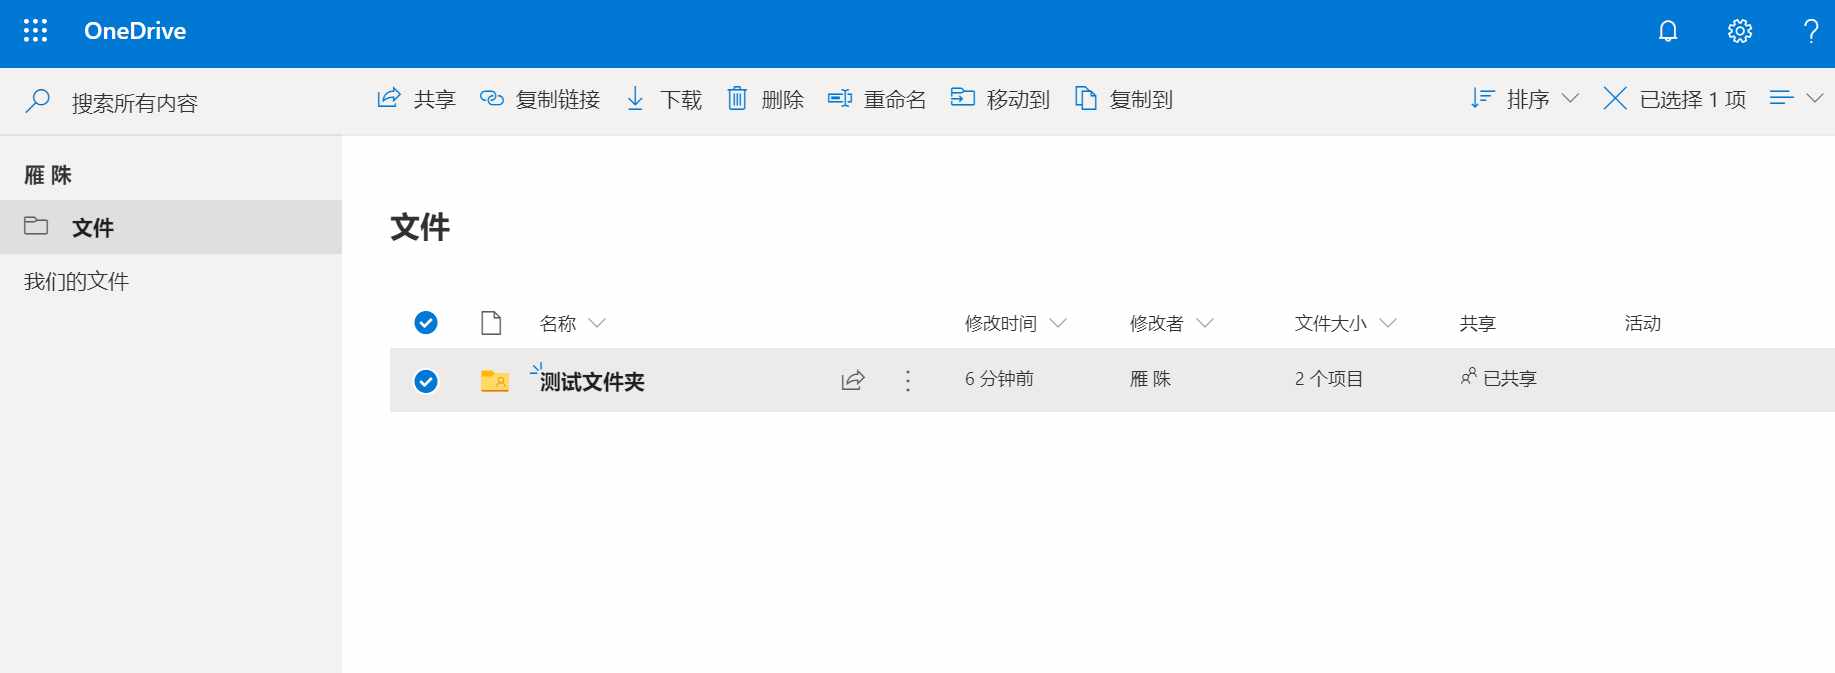 OneDrive
搜索所有内容 共享 复制链接 下载 删除 重命名 移动到 复制到 排序 已选择 1 项
雁 陎
文件
我们的文件
文件
名称 修改时间 修改者 文件大小 共享 活动
测试文件夹 6 分钟前 雁 陎 2 个项目 已共享